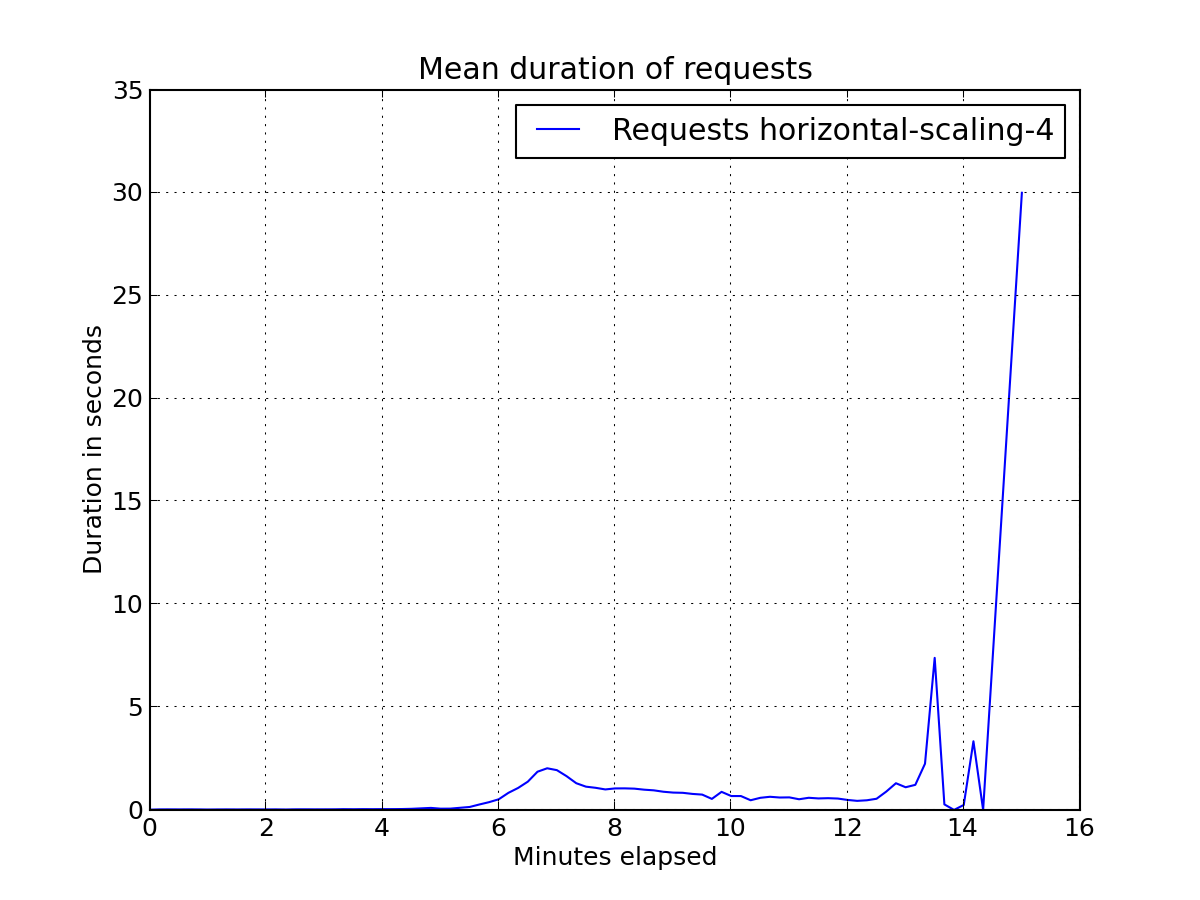 Mean duration of requests
Requests horizontal-scaling-4
35
30
25
20
15
10
5
0
Duration in seconds
0 2 4 6 8 10 12 14 16
Minutes elapsed